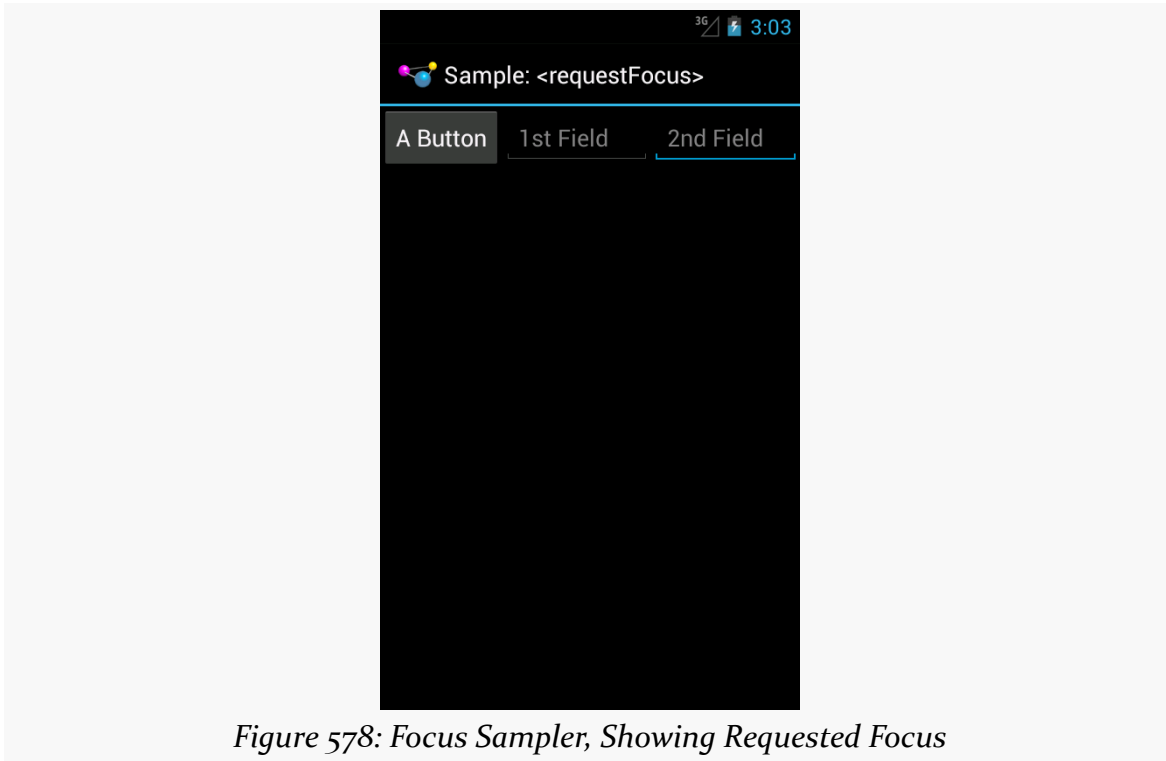 3G 3:03
Sample: <requestFocus>
A Button 1st Field 2nd Field
Figure 578: Focus Sampler, Showing Requested Focus